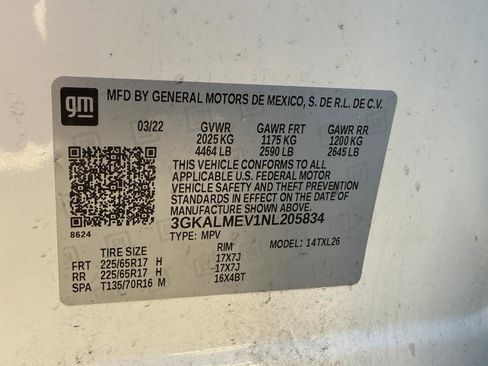 gm
MFD BY GENERAL MOTORS DE MEXICO, S. DE R.L. DE C.V.
03/22 GVWR GAWR FRT GAWR RR
2025 KG 1175 KG 1200 KG
4464 LB 2590 LB 2645 LB
THIS VEHICLE CONFORMS TO ALL
APPLICABLE U.S. FEDERAL MOTOR
VEHICLE SAFETY AND THEFT PREVENTION
STANDARDS IN EFFECT ON THE DATE OF
MANUFACTURE SHOWN ABOVE.
3GKALMEV1NL205834
8624
TYPE: MPV MODEL: 14TXL26
TIRE SIZE RIM
FRT 225/65R17 H 17X7J
RR 225/65R17 H 17X7J
SPA T135/70R16 M 16X4BT